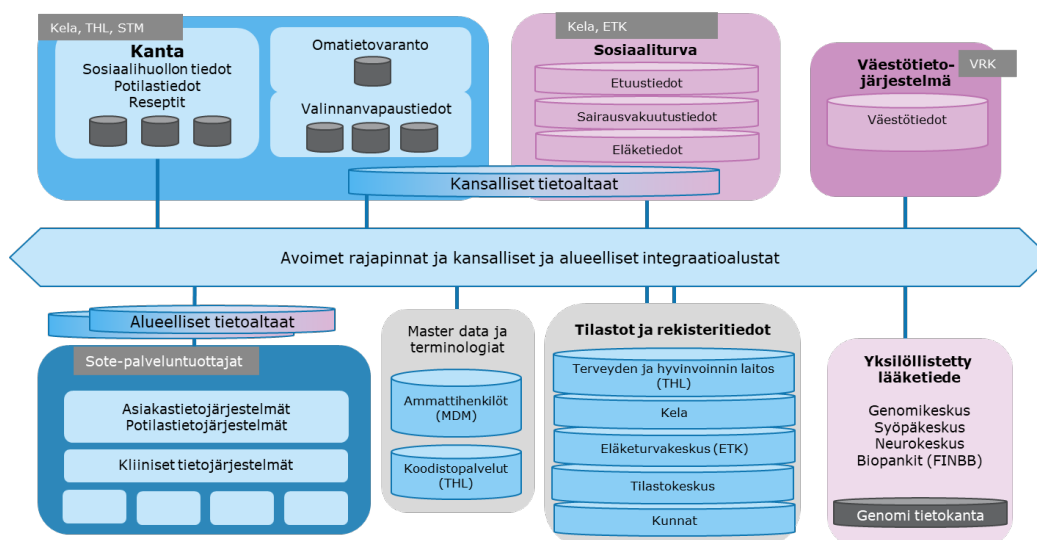 Kela, THL, STM
Kanta
Sosiaalihuollon tiedot
Potilastiedot
Reseptit
Omatietovaranto
Valinnanvapaustiedot
Kela, ETK
Sosiaaliturva
Etuustiedot
Sairausvakuutustiedot
Eläketiedot
Kansalliset tietoaltaat
VRK
Väestötieto-
järjestelmä
Väestötiedot
Avoimet rajapinnat ja kansalliset ja alueelliset integraatioalustat
Alueelliset tietoaltaat
Sote-palveluntuottajat
Asiakastietojärjestelmät
Potilastietojärjestelmät
Kliiniset tietojärjestelmät
Master data ja
terminologiat
Ammattihenkilöt
(MDM)
Koodistopalvelut
(THL)
Tilastot ja rekisteritiedot
Terveyden ja hyvinvoinnin laitos
(THL)
Kela
Eläketurvakeskus (ETK)
Tilastokeskus
Kunnat
Yksilöllistetty
lääketiede
Genomikeskus
Syöpäkeskus
Neurokeskus
Biopankit (FINBB)
Genomi tietokanta